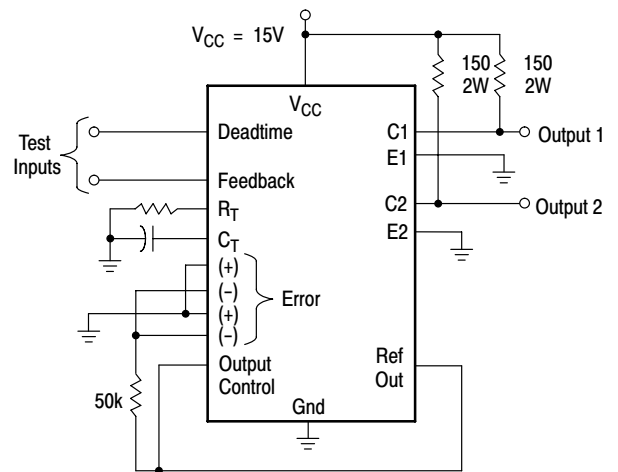 V_CC = 15V
150
2W
150
2W
V_CC
Test
Inputs
Deadtime
Feedback
R_T
C_T
(+)
(−)
(+)
(−)
Error
Output
Control
50k
Gnd
C1
E1
C2
E2
Ref
Out
Output 1
Output 2